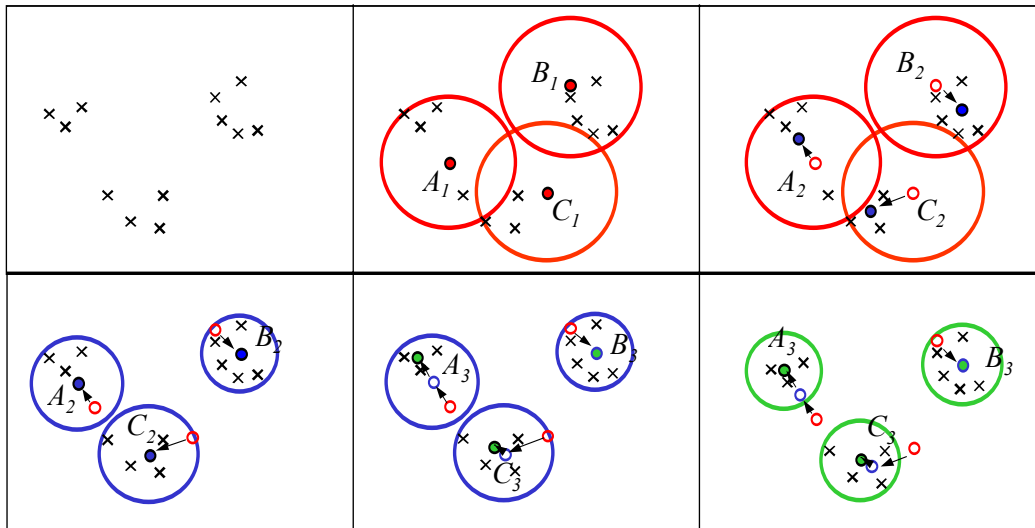 B₁
A₁
C₁
B₂
A₂
C₂
B₂
A₂
C₂
B₃
A₃
C₃
A₃
B₃
C₃